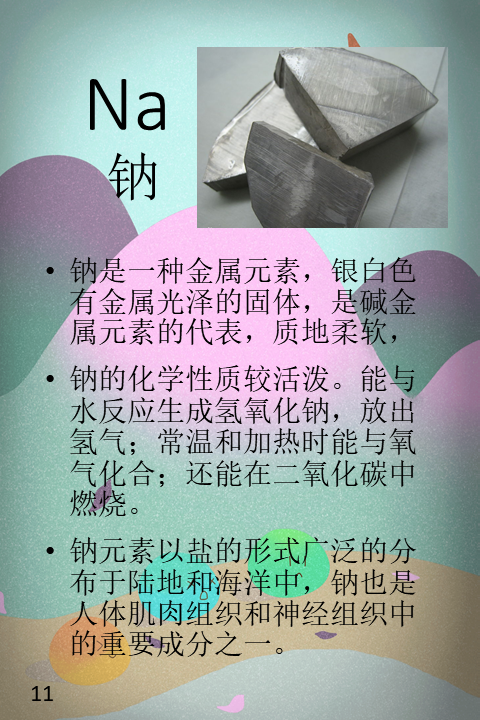 Na
钠
• 钠是一种金属元素，银白色
有金属光泽的固体，是碱金
属元素的代表，质地柔软，
• 钠的化学性质较活泼。能与
水反应生成氢氧化钠，放出
氢气；常温和加热时能与氧
气化合；还能在二氧化碳中
燃烧。
• 钠元素以盐的形式广泛的分
布于陆地和海洋中，钠也是
人体肌肉组织和神经组织中
的重要成分之一。
11